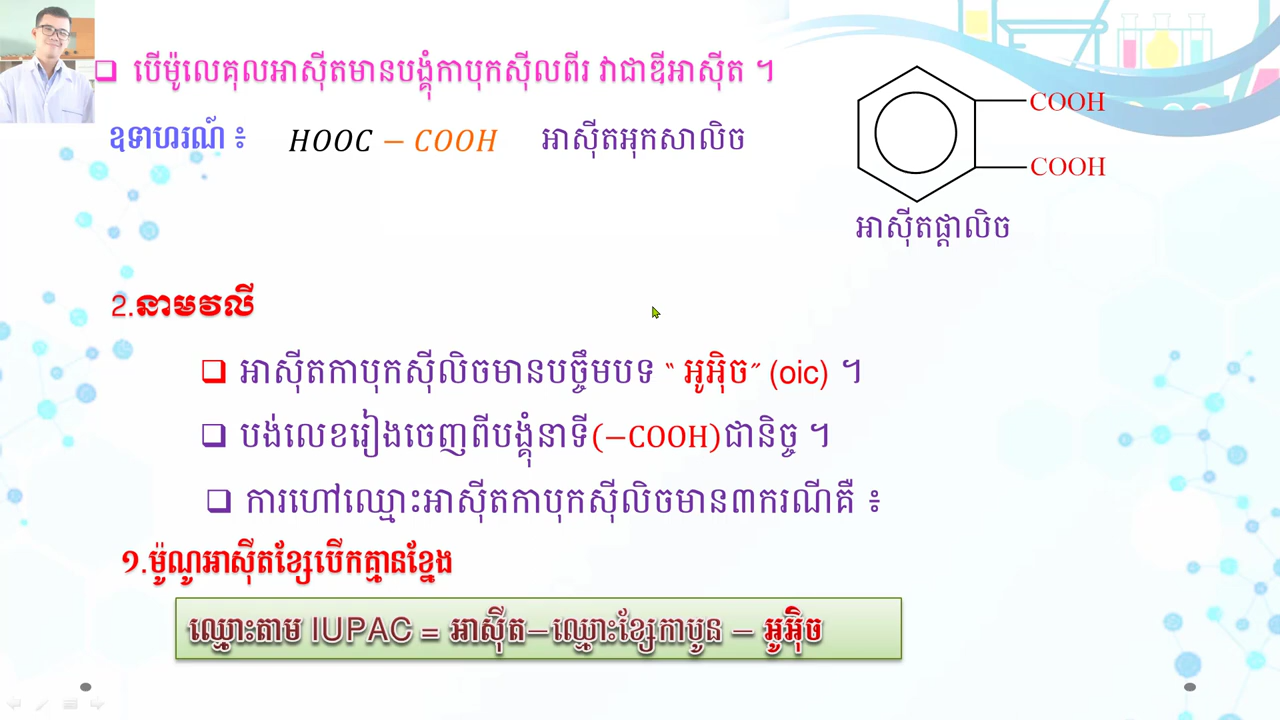 ❑ បើម៉ូលេគុលអាស៊ីតមានបង្គុំកាបុកស៊ីលពីរ វាជាឌីអាស៊ីត ។
ឧទាហរណ៍ ៖ HOOC – COOH អាស៊ីតអុកសាលិច
COOH
COOH
អាស៊ីតផ្តាលិច
2.នាមវលី
❑ អាស៊ីតកាបុកស៊ីលិចមានបច្ចឹមបទ “ អូអ៊ិច” (oic) ។
❑ បង់លេខរៀងចេញពីបង្គុំនាទី(−COOH)ជានិច្ច ។
❑ ការហៅឈ្មោះអាស៊ីតកាបុកស៊ីលិចមាន៣ករណីគឺ ៖
១.ម៉ូណូអាស៊ីតខ្សែបើកគ្មានខ្នែង
ឈ្មោះតាម IUPAC = អាស៊ីត–ឈ្មោះខ្សែកាបូន – អូអ៊ិច